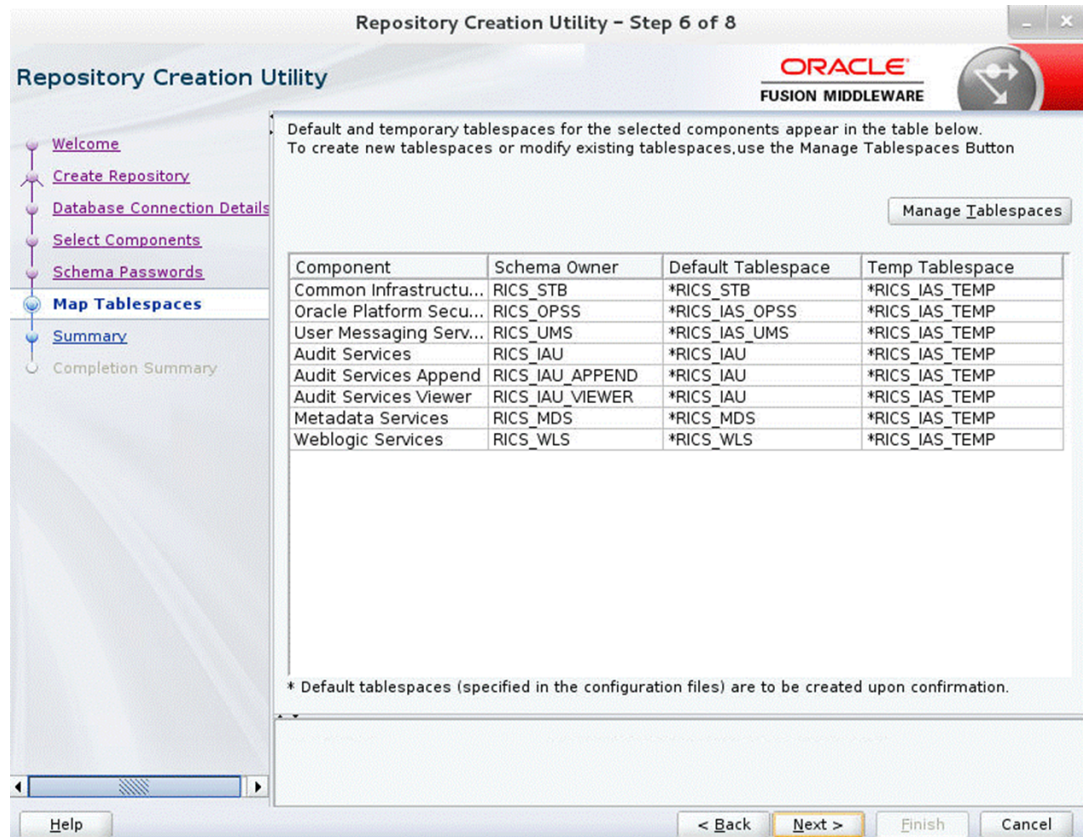 Repository Creation Utility – Step 6 of 8
Repository Creation Utility
ORACLE
FUSION MIDDLEWARE
Welcome
Create Repository
Database Connection Details
Select Components
Schema Passwords
Map Tablespaces
Summary
Completion Summary
Default and temporary tablespaces for the selected components appear in the table below.
To create new tablespaces or modify existing tablespaces,use the Manage Tablespaces Button
Manage Tablespaces
Component Schema Owner Default Tablespace Temp Tablespace
Common Infrastructu... RICS_STB *RICS_STB *RICS_IAS_TEMP
Oracle Platform Secu... RICS_OPSS *RICS_IAS_OPSS *RICS_IAS_TEMP
User Messaging Serv... RICS_UMS *RICS_IAS_UMS *RICS_IAS_TEMP
Audit Services RICS_IAU *RICS_IAU *RICS_IAS_TEMP
Audit Services Append RICS_IAU_APPEND *RICS_IAU *RICS_IAS_TEMP
Audit Services Viewer RICS_IAU_VIEWER *RICS_IAU *RICS_IAS_TEMP
Metadata Services RICS_MDS *RICS_MDS *RICS_IAS_TEMP
Weblogic Services RICS_WLS *RICS_WLS *RICS_IAS_TEMP
* Default tablespaces (specified in the configuration files) are to be created upon confirmation.
Help
< Back
Next >
Finish
Cancel